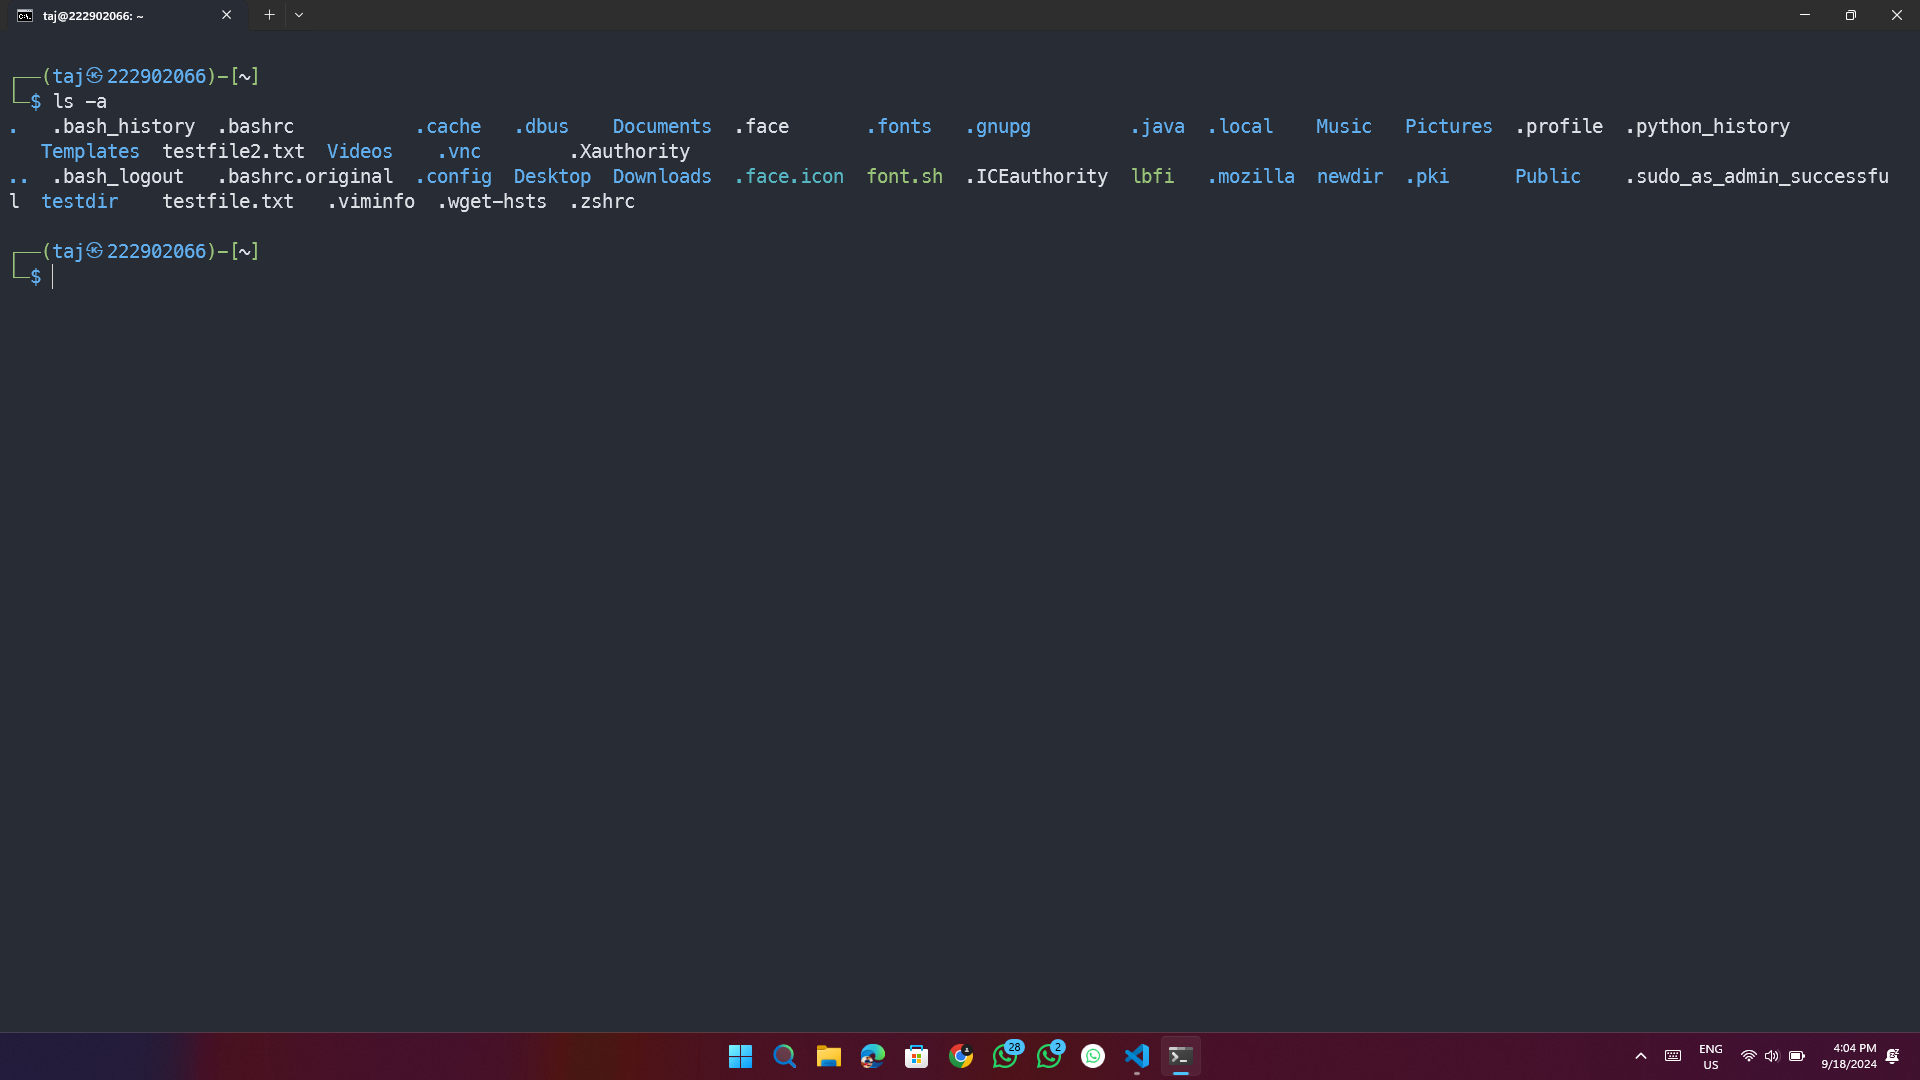 taj@222902066: ~
┌──(taj㉿222902066)-[~]
└─$ ls -a
.   .bash_history  .bashrc           .cache   .dbus    Documents  .face       .fonts   .gnupg         .java  .local    Music   Pictures  .profile  .python_history
Templates  testfile2.txt  Videos    .vnc        .Xauthority
..  .bash_logout   .bashrc.original  .config  Desktop  Downloads  .face.icon  font.sh  .ICEauthority  lbfi   .mozilla  newdir  .pki      Public    .sudo_as_admin_successfu
l  testdir    testfile.txt   .viminfo  .wget-hsts  .zshrc
┌──(taj㉿222902066)-[~]
└─$
28 2
ENG 4:04 PM
US 9/18/2024